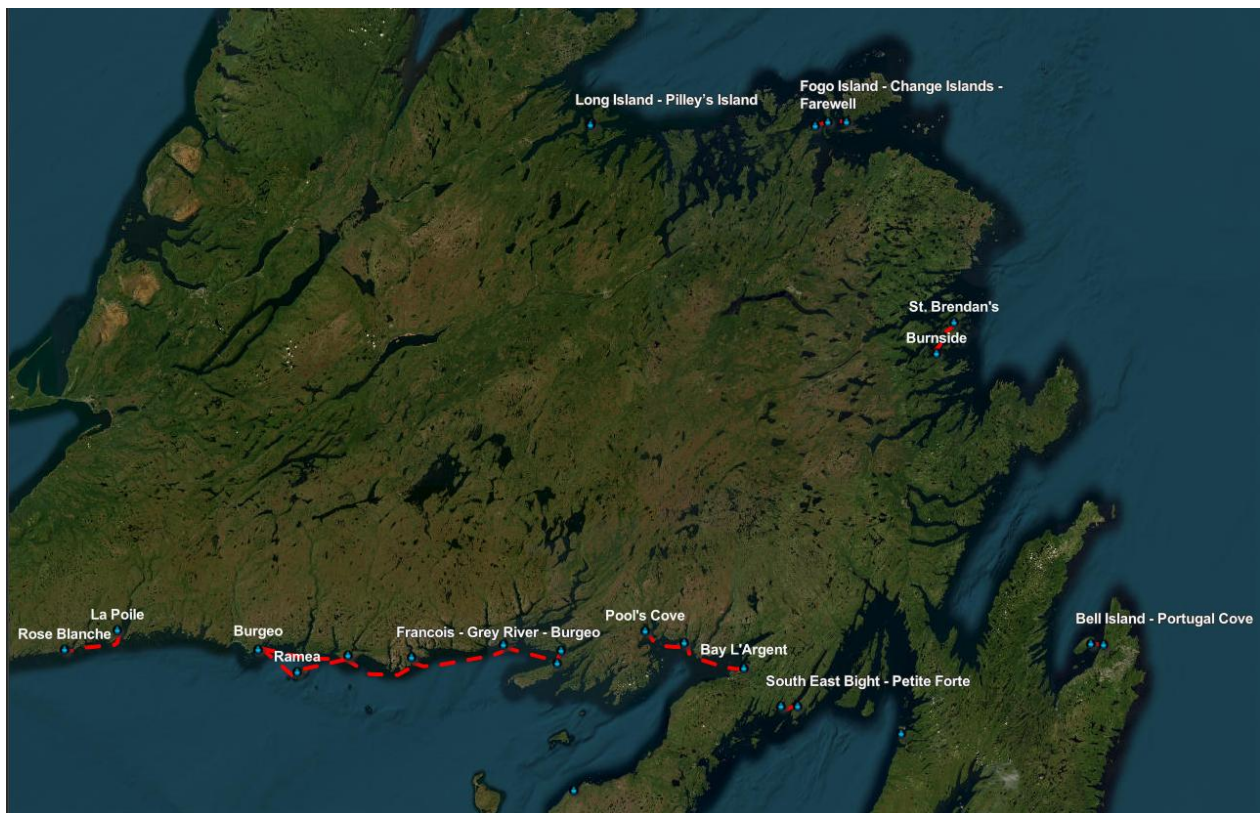 Long Island - Pilley's Island
Fogo Island - Change Islands -
Farewell
St. Brendan's
Burnside
La Poile
Rose Blanche
Burgeo
Ramea
Francois - Grey River - Burgeo
Pool's Cove
Bay L'Argent
South East Bight - Petite Forte
Bell Island - Portugal Cove